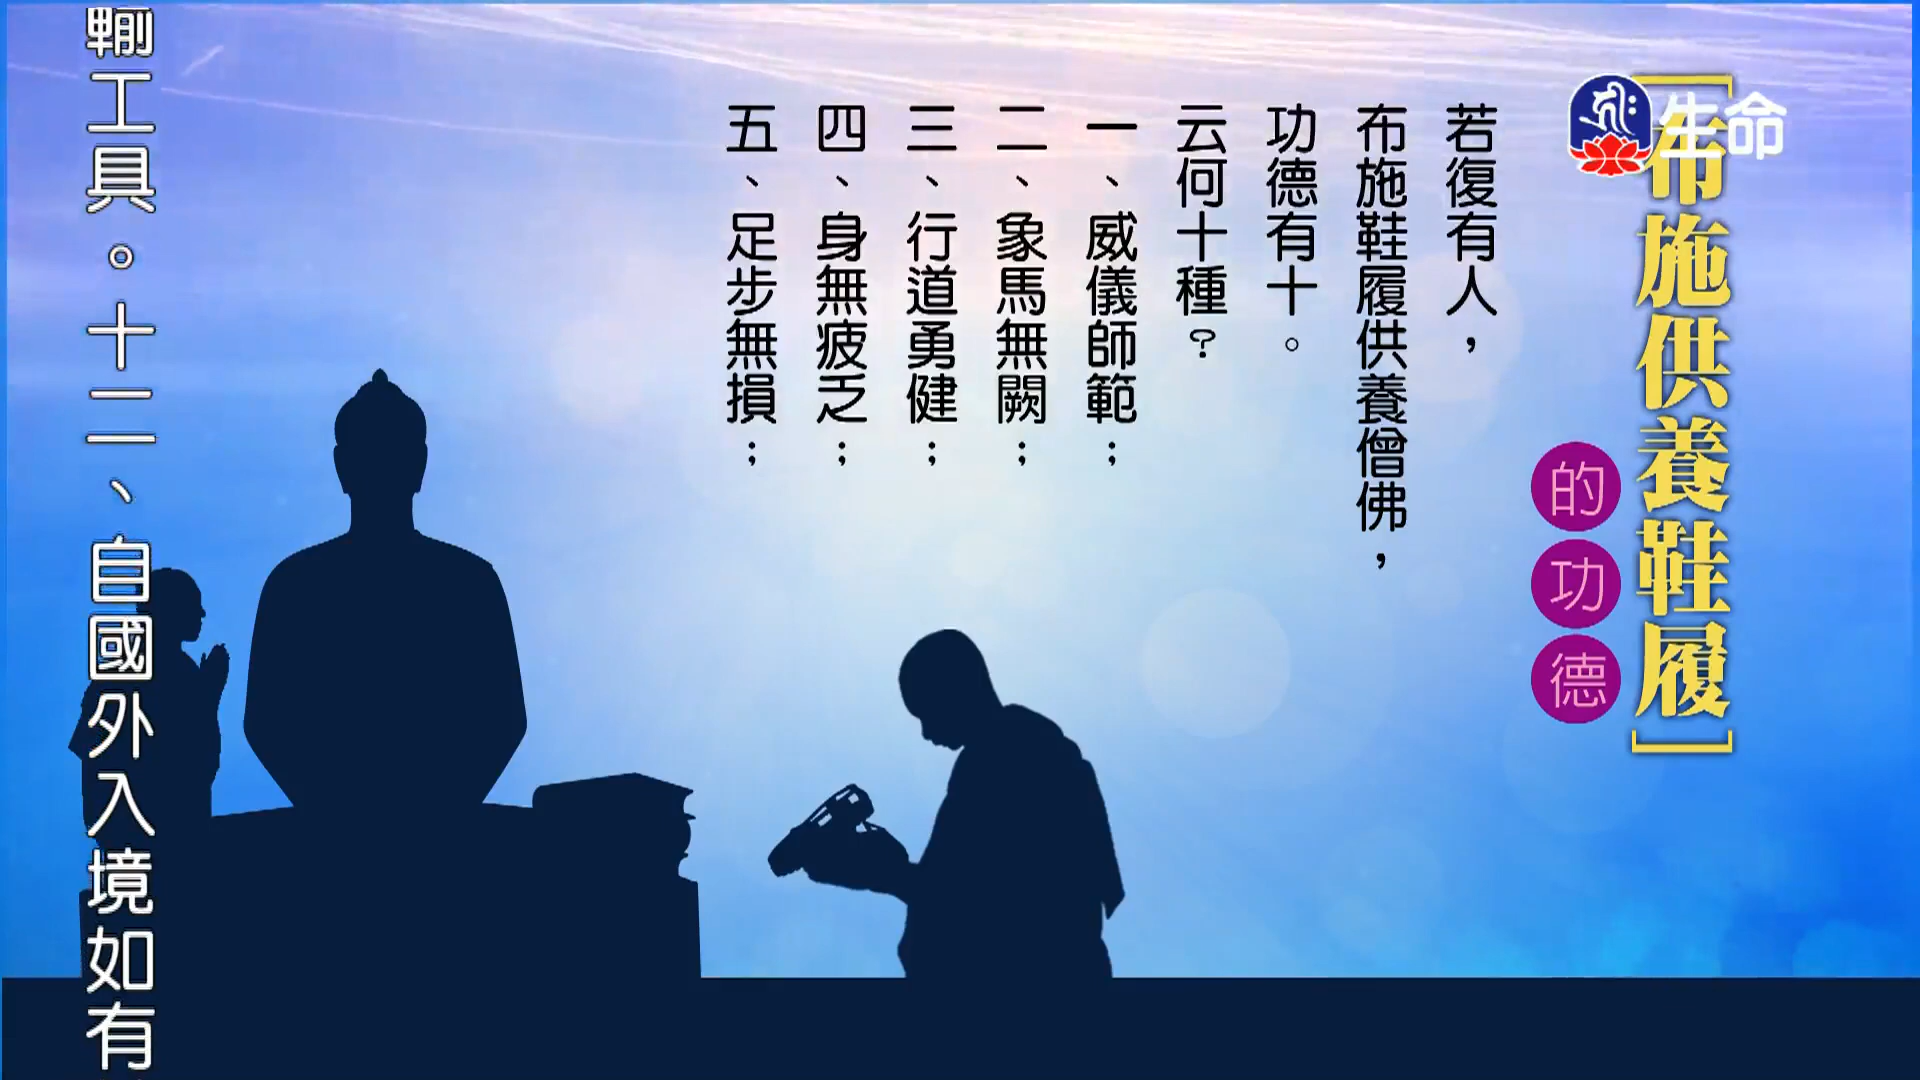 生命
「布施供養鞋履」
的功德
若復有人，
布施鞋履供養僧佛，
功德有十。
云何十種？
一、威儀師範；
二、象馬無闕；
三、行道勇健；
四、身無疲乏；
五、足步無損；
工具。十二、自國外入境如有